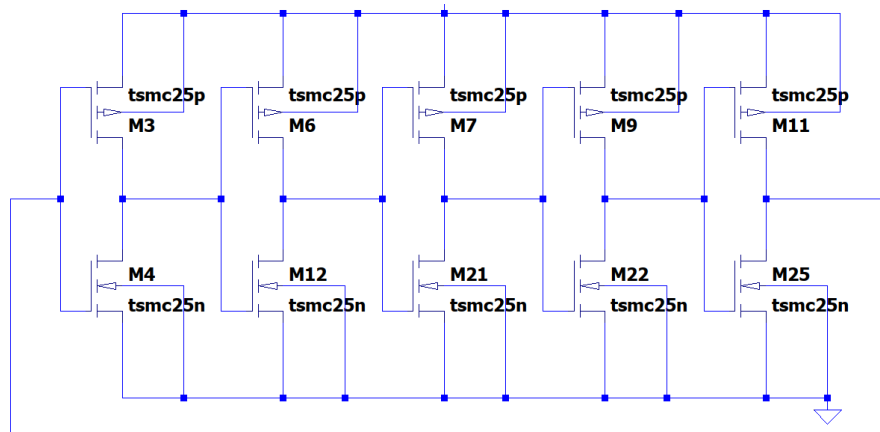 tsmc25p tsmc25p tsmc25p tsmc25p tsmc25p
M3 M6 M7 M9 M11
M4 M12 M21 M22 M25
tsmc25n tsmc25n tsmc25n tsmc25n tsmc25n